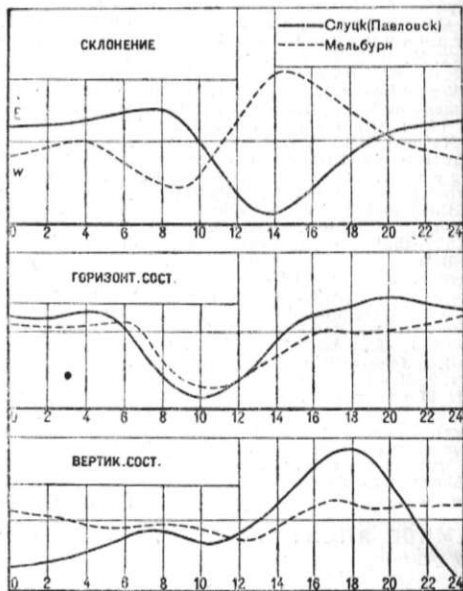 СКЛОНЕНИЕ
Слуцк(Павловск)
Мельбурн
E
W
0 2 4 6 8 10 12 14 16 18 20 22 24
ГОРИЗОНТ. СОСТ.
0 2 4 6 8 10 12 14 16 18 20 22 24
ВЕРТИК. СОСТ.
0 2 4 6 8 10 12 14 16 18 20 22 24